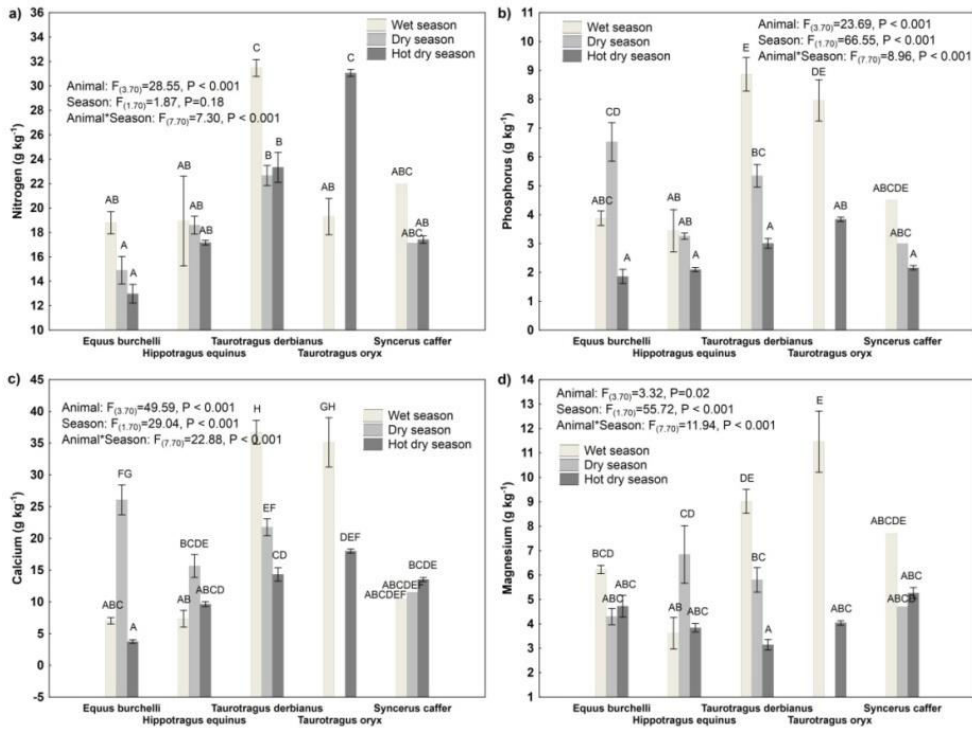 a)
36
34
32
30
28
26
24
22
20
18
16
14
12
10
Nitrogen (g kg⁻¹)
Wet season
Dry season
Hot dry season
Animal: F(3.70)=28.55, P < 0.001
Season: F(1.70)=1.87, P=0.18
Animal*Season: F(7.70)=7.30, P < 0.001
AB
A
A
AB
AB
AB
C
B
B
AB
C
ABC
ABC
AB
Equus burchelli
Hippotragus equinus
Taurotragus derbianus
Taurotragus oryx
Syncerus caffer
b)
11
10
9
8
7
6
5
4
3
2
1
0
Phosphorus (g kg⁻¹)
Wet season
Dry season
Hot dry season
Animal: F(3.70)=23.69, P < 0.001
Season: F(1.70)=66.55, P < 0.001
Animal*Season: F(7.70)=8.96, P < 0.001
AB
CD
A
AB
AB
A
E
BC
A
DE
AB
ABCDE
ABC
A
Equus burchelli
Hippotragus equinus
Taurotragus derbianus
Taurotragus oryx
Syncerus caffer
c)
45
40
35
30
25
20
15
10
5
0
-5
Calcium (g kg⁻¹)
Animal: F(3.70)=49.59, P < 0.001
Season: F(1.70)=29.04, P < 0.001
Animal*Season: F(7.70)=22.88, P < 0.001
Wet season
Dry season
Hot dry season
ABC
FG
A
AB
BCDE
ABCD
H
EF
CD
GH
DEF
ABCDEF
ABCDEF
BCDE
Equus burchelli
Hippotragus equinus
Taurotragus derbianus
Taurotragus oryx
Syncerus caffer
d)
14
13
12
11
10
9
8
7
6
5
4
3
2
1
Magnesium (g kg⁻¹)
Animal: F(3.70)=3.32, P=0.02
Season: F(1.70)=55.72, P < 0.001
Animal*Season: F(7.70)=11.94, P < 0.001
Wet season
Dry season
Hot dry season
BCD
ABC
ABC
AB
CD
ABC
DE
BC
A
E
ABC
ABCDE
ABCD
ABC
Equus burchelli
Hippotragus equinus
Taurotragus derbianus
Taurotragus oryx
Syncerus caffer